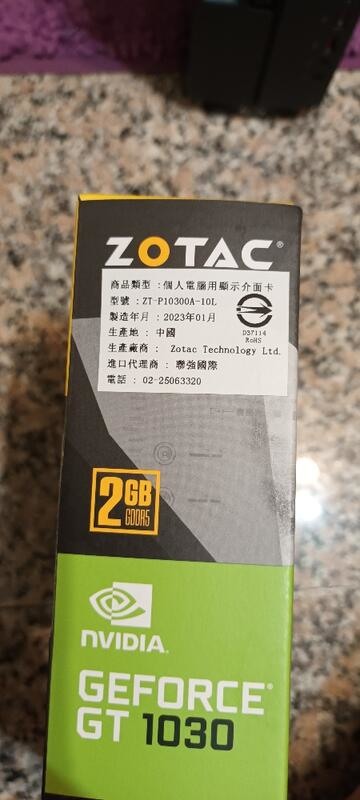 ZOTAC®
商品類型 :個人電腦用顯示介面卡
型號 :ZT-P10300A-10L
製造年月 : 2023年01月
D37114
RoHS
生產地 : 中國
生產廠商 : Zotac Technology Ltd.
進口代理商 : 聯強國際
電話 : 02-25063320
2GB
GDDR5
NVIDIA.
GEFORCE®
GT 1030